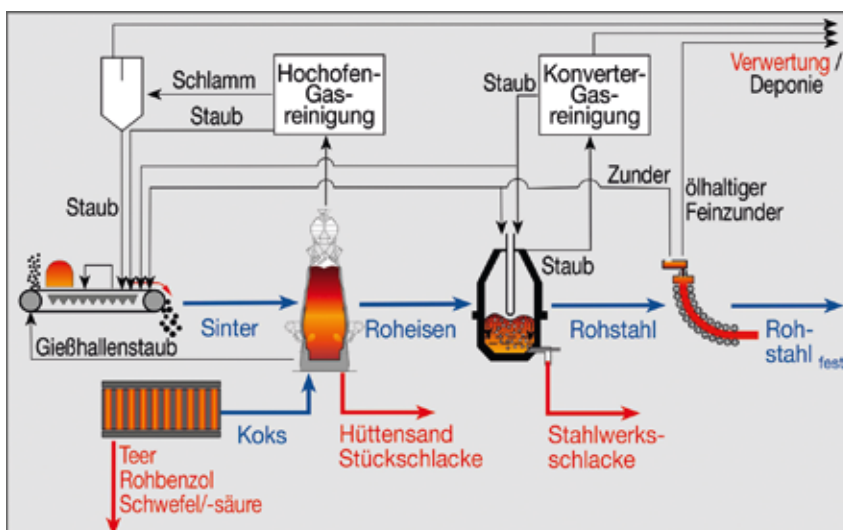 Schlamm
Staub
Hochofen-
Gas-
reinigung
Staub
Konverter-
Gas-
reinigung
Verwertung /
Deponie
Staub
Zunder
ölhaltiger
Feinzunder
Staub
Sinter
Roheisen
Rohstahl
Roh-
stahl fest
Gießhallenstaub
Koks
Hüttensand
Stückschlacke
Stahlwerks-
schlacke
Teer
Rohbenzol
Schwefel/-säure